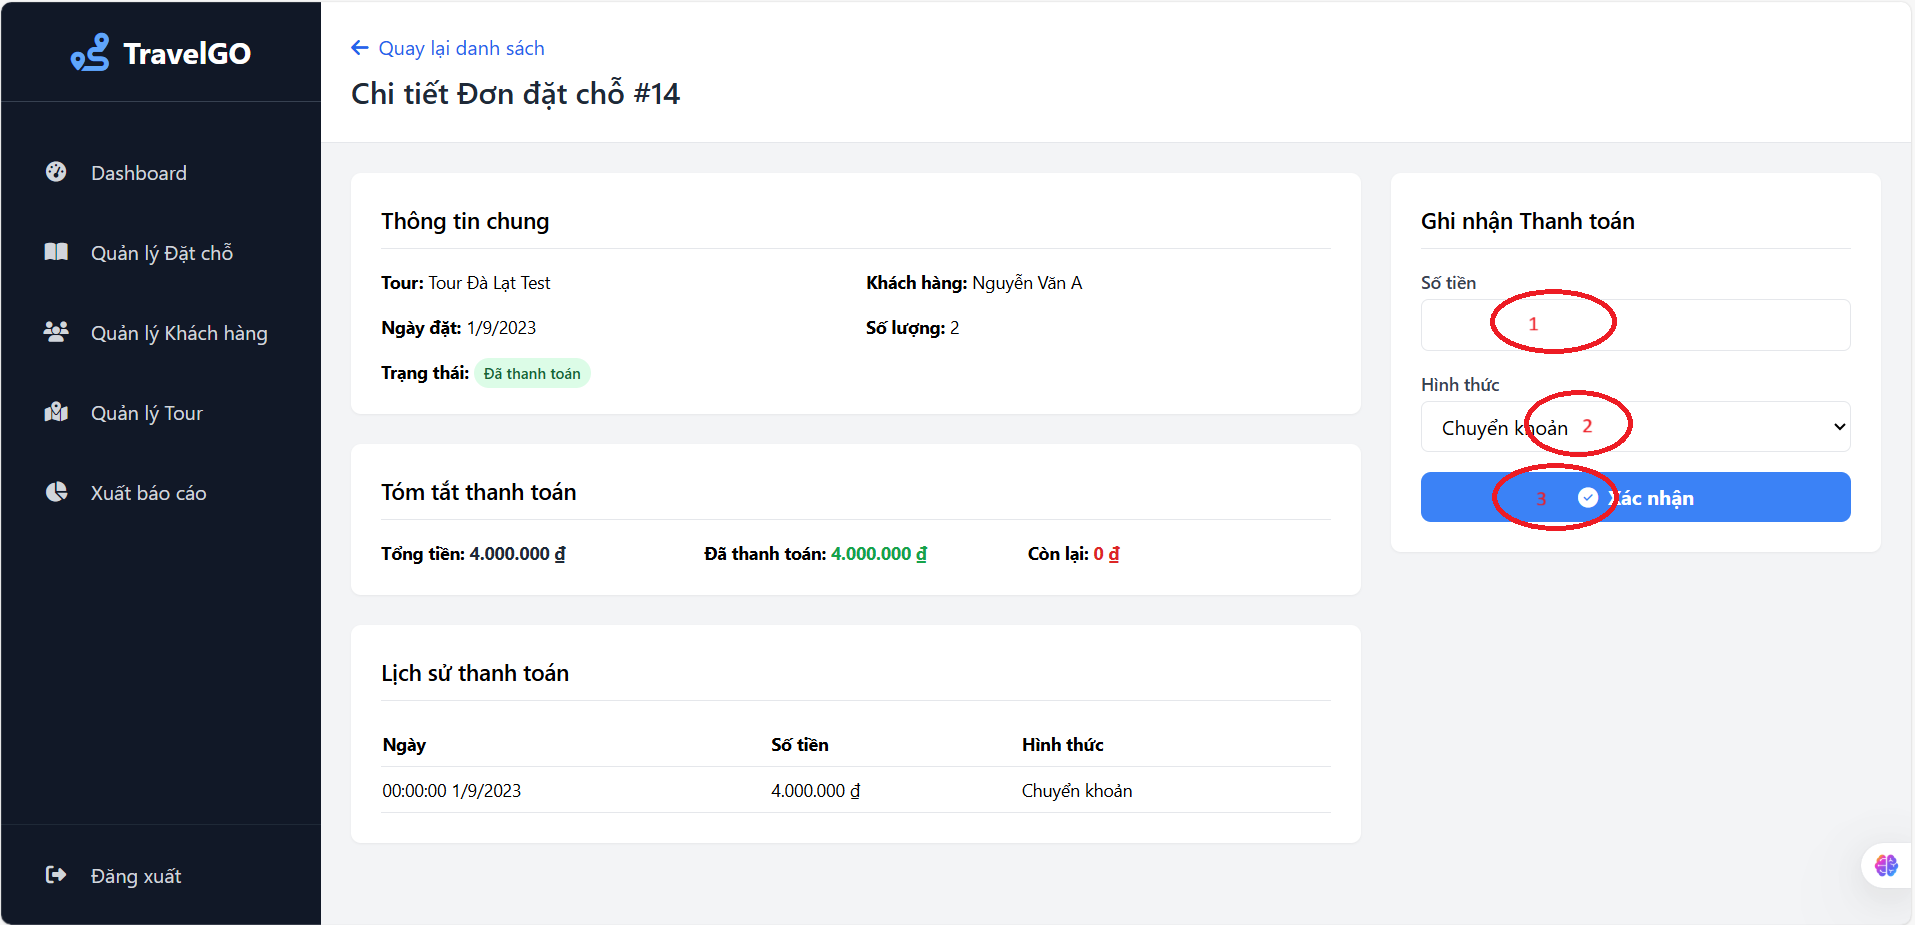 TravelGO
Dashboard
Quản lý Đặt chỗ
Quản lý Khách hàng
Quản lý Tour
Xuất báo cáo
Đăng xuất
Quay lại danh sách
Chi tiết Đơn đặt chỗ #14
Thông tin chung
Tour: Tour Đà Lạt Test
Khách hàng: Nguyễn Văn A
Ngày đặt: 1/9/2023
Số lượng: 2
Trạng thái: Đã thanh toán
Tóm tắt thanh toán
Tổng tiền: 4.000.000 ₫
Đã thanh toán: 4.000.000 ₫
Còn lại: 0 ₫
Lịch sử thanh toán
Ngày Số tiền Hình thức
00:00:00 1/9/2023 4.000.000 ₫ Chuyển khoản
Ghi nhận Thanh toán
Số tiền
1
Hình thức
Chuyển khoản 2
3 Xác nhận